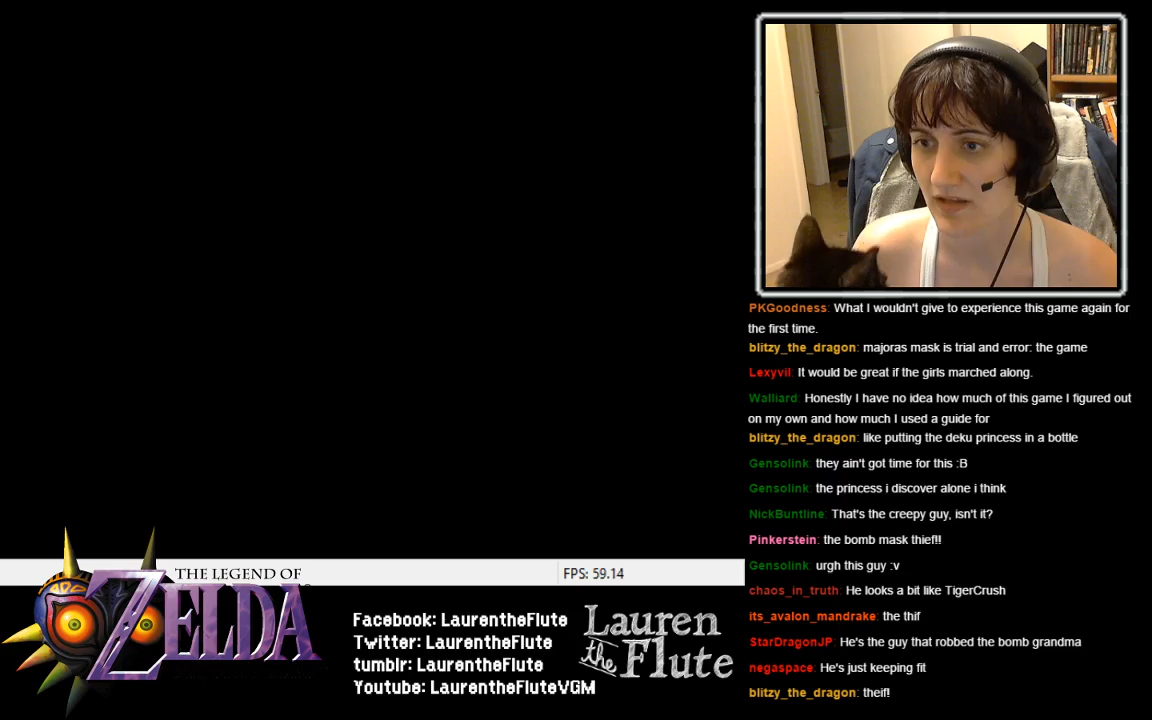 PKGoodness: What I wouldn't give to experience this game again for
the first time.
blitzy_the_dragon: majoras mask is trial and error: the game
Lexyvil: It would be great if the girls marched along.
Walliard: Honestly I have no idea how much of this game I figured out
on my own and how much I used a guide for
blitzy_the_dragon: like putting the deku princess in a bottle
Gensolink: they ain't got time for this :B
Gensolink: the princess i discover alone i think
NickBuntline: That's the creepy guy, isn't it?
Pinkerstein: the bomb mask thief!!
Gensolink: urgh this guy :v
chaos_in_truth: He looks a bit like TigerCrush
its_avalon_mandrake: the thif
StarDragonJP: He's the guy that robbed the bomb grandma
negaspace: He's just keeping fit
blitzy_the_dragon: theif!
FPS: 59.14
THE LEGEND OF
ZELDA
Facebook: LaurentheFlute
Twitter: LaurentheFlute
tumblr: LaurentheFlute
Youtube: LaurentheFluteVGM
Lauren
the Flute